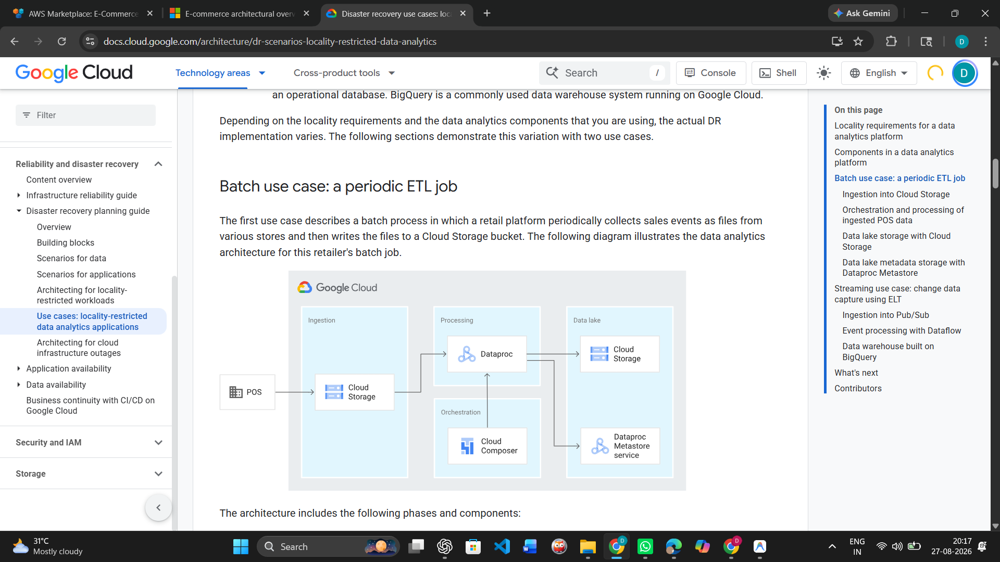 AWS Marketplace: E-Commerce
E-commerce architectural over
Disaster recovery use cases: loc
Ask Gemini
docs.cloud.google.com/architecture/dr-scenarios-locality-restricted-data-analytics
D
Google Cloud
Technology areas
Cross-product tools
Search
/
Console
Shell
English
D
Filter
Reliability and disaster recovery
Content overview
Infrastructure reliability guide
Disaster recovery planning guide
Overview
Building blocks
Scenarios for data
Scenarios for applications
Architecting for locality-
restricted workloads
Use cases: locality-restricted
data analytics applications
Architecting for cloud
infrastructure outages
Application availability
Data availability
Business continuity with CI/CD on
Google Cloud
Security and IAM
Storage
an operational database. BigQuery is a commonly used data warehouse system running on Google Cloud.
Depending on the locality requirements and the data analytics components that you are using, the actual DR
implementation varies. The following sections demonstrate this variation with two use cases.
Batch use case: a periodic ETL job
The first use case describes a batch process in which a retail platform periodically collects sales events as files from
various stores and then writes the files to a Cloud Storage bucket. The following diagram illustrates the data analytics
architecture for this retailer's batch job.
Google Cloud
Ingestion
Processing
Data lake
Dataproc
Cloud
Storage
POS
Cloud
Storage
Orchestration
Cloud
Composer
Dataproc
Metastore
service
The architecture includes the following phases and components:
On this page
Locality requirements for a data
analytics platform
Components in a data analytics
platform
Batch use case: a periodic ETL job
Ingestion into Cloud Storage
Orchestration and processing of
ingested POS data
Data lake storage with Cloud
Storage
Data lake metadata storage with
Dataproc Metastore
Streaming use case: change data
capture using ELT
Ingestion into Pub/Sub
Event processing with Dataflow
Data warehouse built on
BigQuery
What's next
Contributors
31°C
Mostly cloudy
Search
D
D
ENG
IN
20:17
27-08-2026